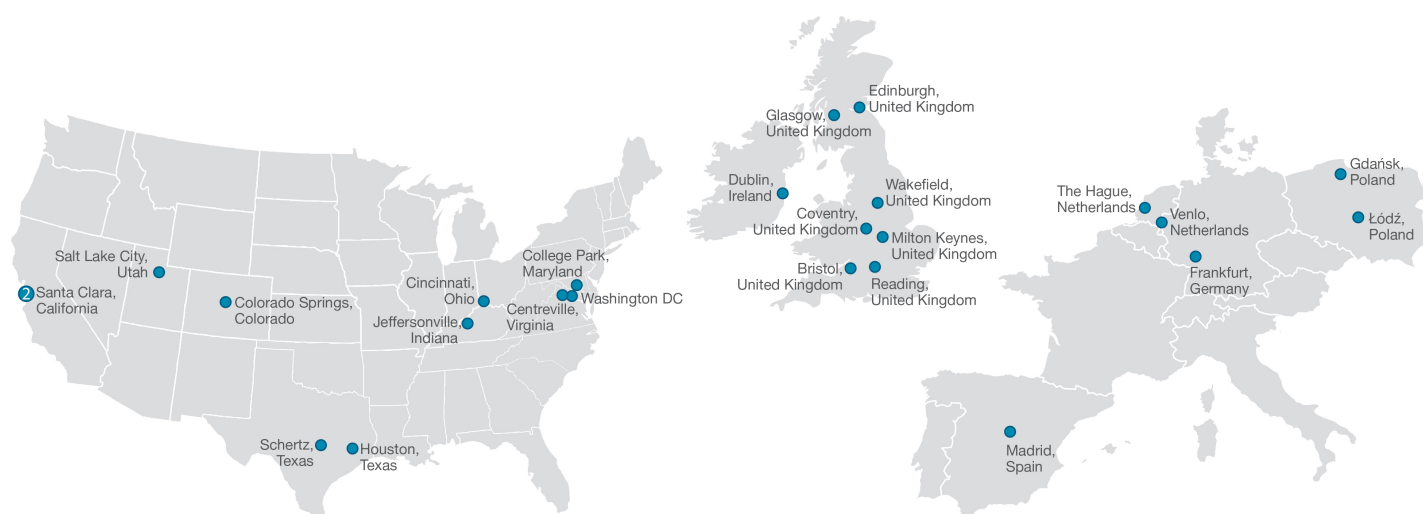 Salt Lake City,
Utah
2
Santa Clara,
California
Colorado Springs,
Colorado
Cincinnati,
Ohio
Jeffersonville,
Indiana
College Park,
Maryland
Washington DC
Centreville,
Virginia
Schertz,
Texas
Houston,
Texas
Edinburgh,
United Kingdom
Glasgow,
United Kingdom
Dublin,
Ireland
Wakefield,
United Kingdom
Coventry,
United Kingdom
Milton Keynes,
United Kingdom
Bristol,
United Kingdom
Reading,
United Kingdom
The Hague,
Netherlands
Venlo,
Netherlands
Frankfurt,
Germany
Gdańsk,
Poland
Łódź,
Poland
Madrid,
Spain